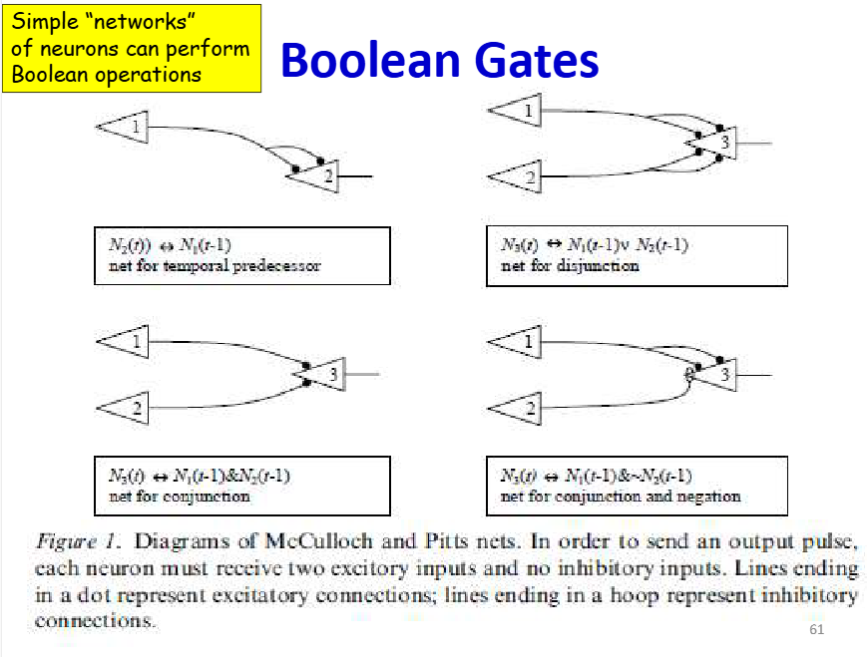 Simple “networks”
of neurons can perform
Boolean operations
Boolean Gates
1
2
1
2
3
N₂(t)) ↔ N₁(t-1)
net for temporal predecessor
N₃(t) ↔ N₁(t-1)v N₂(t-1)
net for disjunction
1
2
3
1
2
3
N₃(t) ↔ N₁(t-1)&N₂(t-1)
net for conjunction
N₃(t) ↔ N₁(t-1)&~N₂(t-1)
net for conjunction and negation
Figure 1. Diagrams of McCulloch and Pitts nets. In order to send an output pulse,
each neuron must receive two excitory inputs and no inhibitory inputs. Lines ending
in a dot represent excitatory connections; lines ending in a hoop represent inhibitory
connections.
61